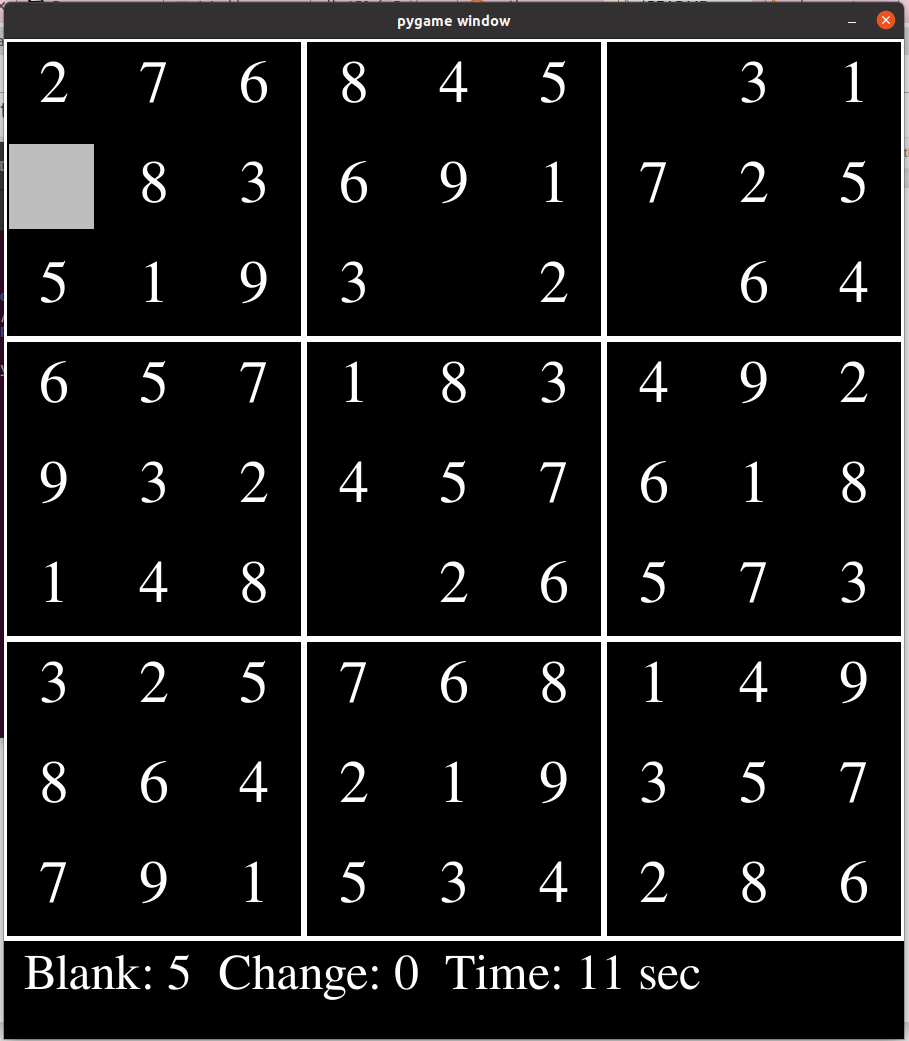 pygame window
2 7 6 8 4 5 3 1
8 3 6 9 1 7 2 5
5 1 9 3 2 6 4
6 5 7 1 8 3 4 9 2
9 3 2 4 5 7 6 1 8
1 4 8 2 6 5 7 3
3 2 5 7 6 8 1 4 9
8 6 4 2 1 9 3 5 7
7 9 1 5 3 4 2 8 6
Blank: 5 Change: 0 Time: 11 sec